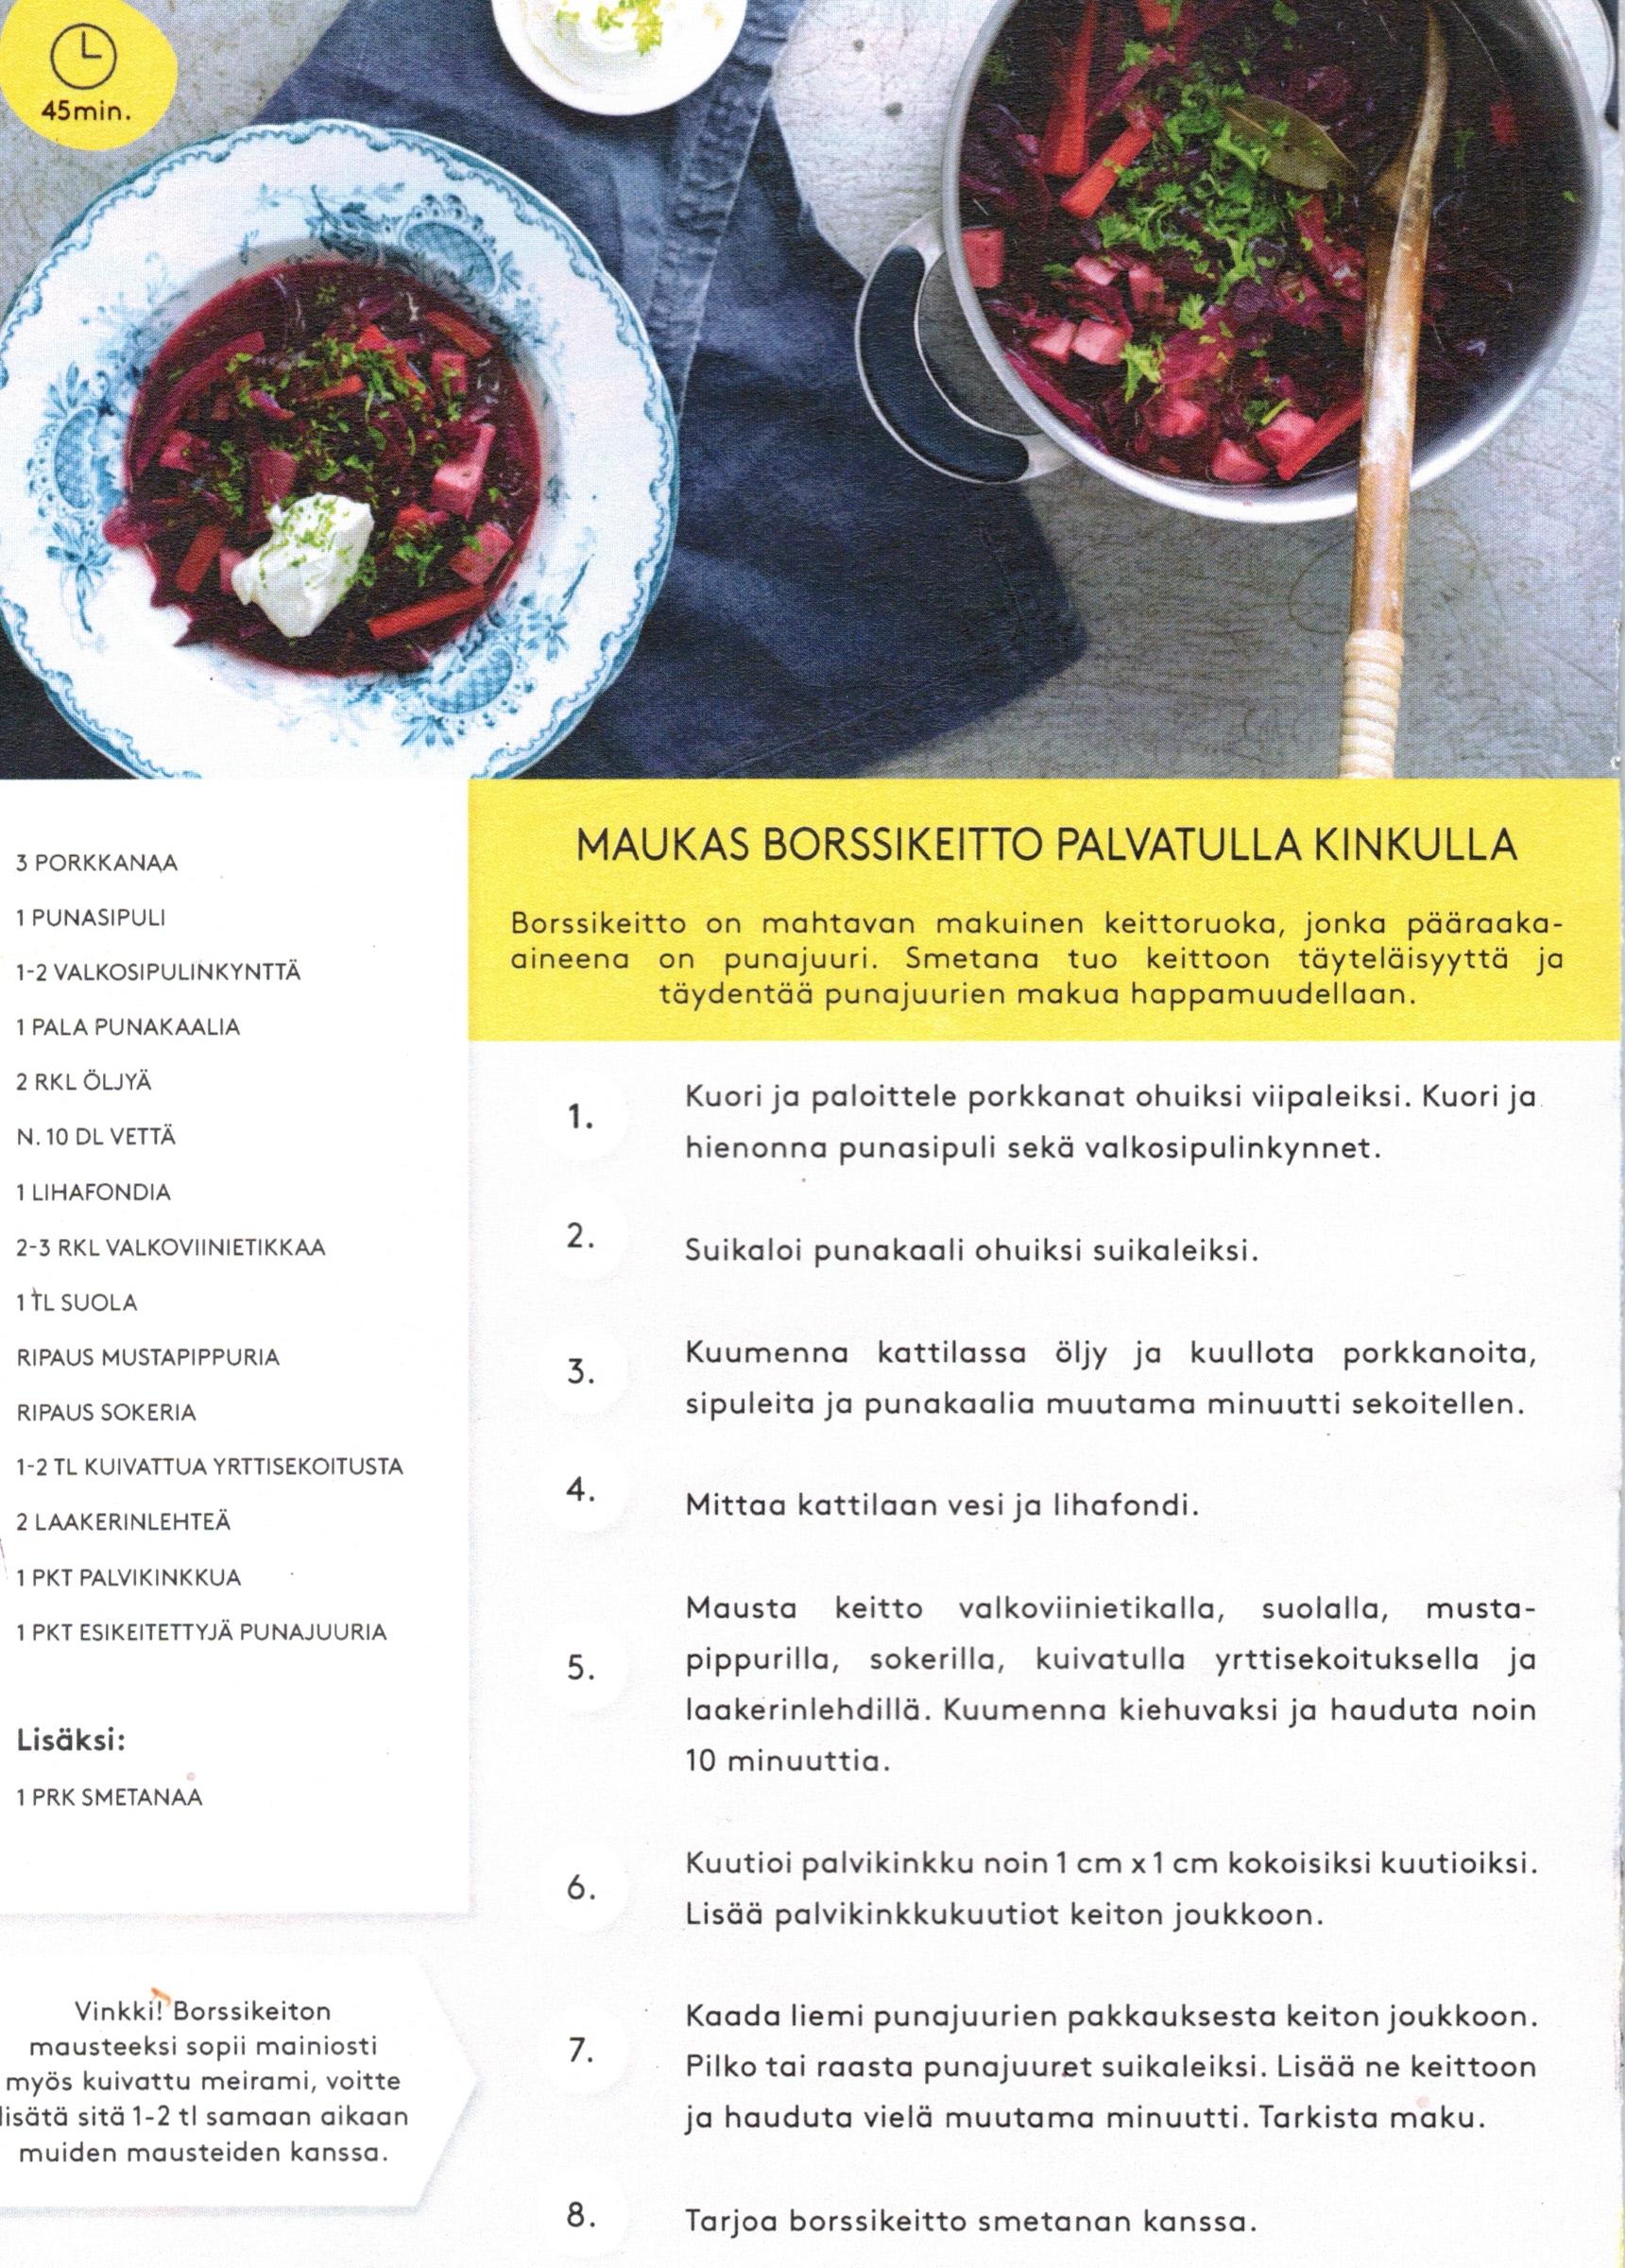 45min.
3 PORKKANAA
1 PUNASIPULI
1-2 VALKOSIPULINKYNTTÄ
1 PALA PUNAKAALIA
2 RKL ÖLJYÄ
N. 10 DL VETTÄ
1 LIHAFONDIA
2-3 RKL VALKOVIINIETIKKAA
1 TL SUOLA
RIPAUS MUSTAPIPPURIA
RIPAUS SOKERIA
1-2 TL KUIVATTUA YRTTISEKOITUSTA
2 LAAKERINLEHTEÄ
1 PKT PALVIKINKKUA
1 PKT ESIKEITETTYJÄ PUNAJUURIA
Lisäksi:
1 PRK SMETANAA
Vinkki! Borssikeiton
mausteeksi sopii mainiosti
myös kuivattu meirami, voitte
lisätä sitä 1-2 tl samaan aikaan
muiden mausteiden kanssa.
MAUKAS BORSSIKEITTO PALVATULLA KINKULLA
Borssikeitto on mahtavan makuinen keittoruoka, jonka pääraaka-
aineena on punajuuri. Smetana tuo keittoon täyteläisyyttä ja
täydentää punajuurien makua happamuudellaan.
1. Kuori ja paloittele porkkanat ohuiksi viipaleiksi. Kuori ja
hienonna punasipuli sekä valkosipulinkynnet.
2. Suikaloi punakaali ohuiksi suikaleiksi.
3. Kuumenna kattilassa öljy ja kuullota porkkanoita,
sipuleita ja punakaalia muutama minuutti sekoitellen.
4. Mittaa kattilaan vesi ja lihafondi.
5. Mausta keitto valkoviinietikalla, suolalla, musta-
pippurilla, sokerilla, kuivatulla yrttisekoituksella ja
laakerinlehdillä. Kuumenna kiehuvaksi ja hauduta noin
10 minuuttia.
6. Kuutioi palvikinkku noin 1 cm x 1 cm kokoisiksi kuutioiksi.
Lisää palvikinkkukuutiot keiton joukkoon.
7. Kaada liemi punajuurien pakkauksesta keiton joukkoon.
Pilko tai raasta punajuuret suikaleiksi. Lisää ne keittoon
ja hauduta vielä muutama minuutti. Tarkista maku.
8. Tarjoa borssikeitto smetanan kanssa.